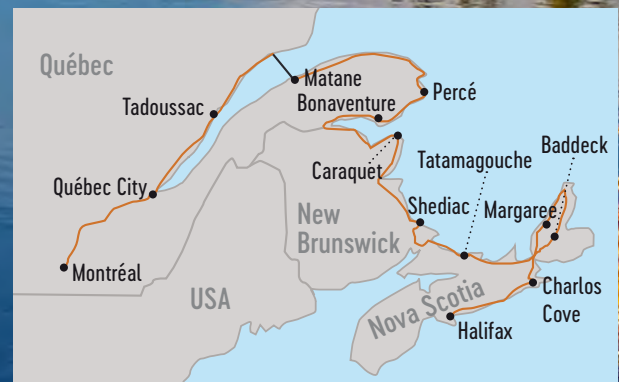 Québec
Matane
Bonaventure
Percé
Tadoussac
Baddeck
Caraquet
Tatamagouche
Québec City
Shediac
Margaree
New
Brunswick
Montréal
USA
Nova Scotia
Charlos
Cove
Halifax